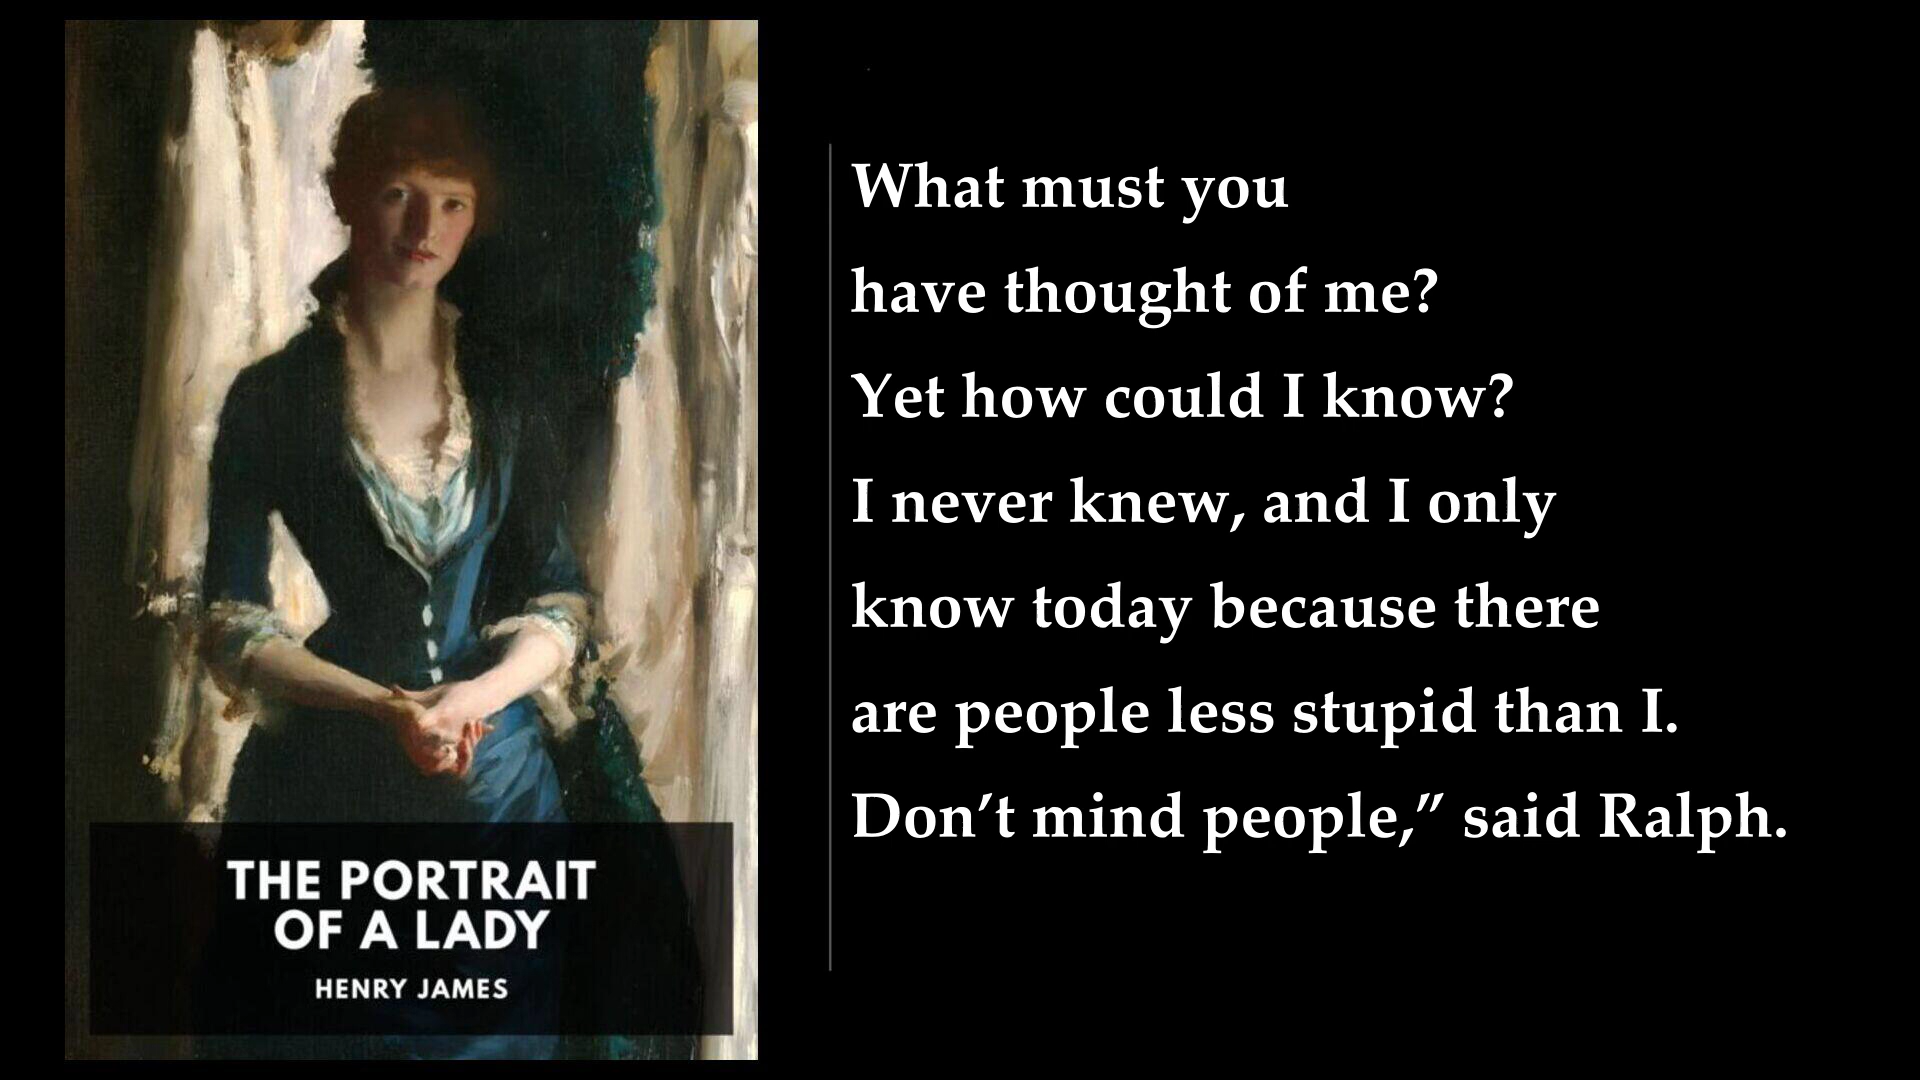 THE PORTRAIT
OF A LADY
HENRY JAMES
What must you
have thought of me?
Yet how could I know?
I never knew, and I only
know today because there
are people less stupid than I.
Don’t mind people,” said Ralph.